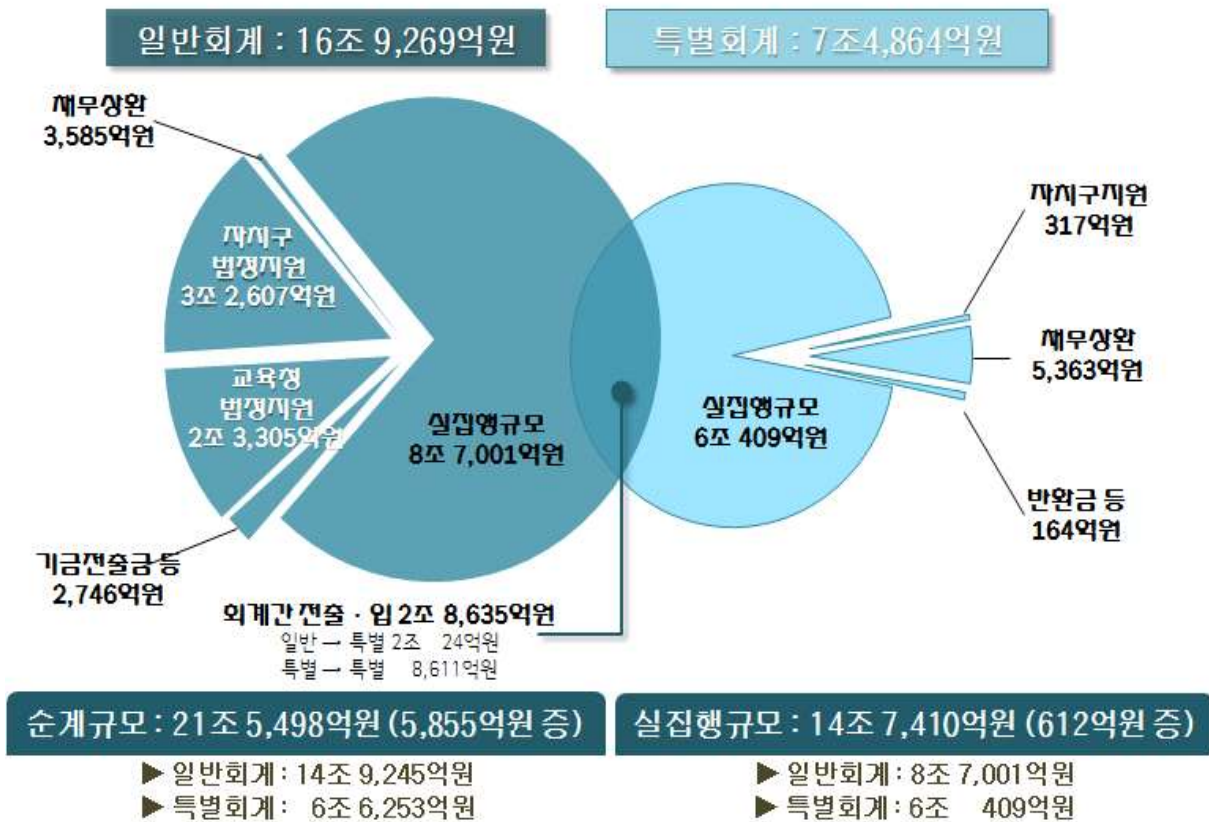 일반회계 : 16조 9,269억원
특별회계 : 7조4,864억원
채무상환
3,585억원
자치구
법정지원
3조 2,607억원
교육청
법정지원
2조 3,305억원
기금전출금 등
2,746억원
실집행규모
8조 7,001억원
실집행규모
6조 409억원
자치구지원
317억원
채무상환
5,363억원
반환금 등
164억원
회계간 전출 · 입 2조 8,635억원
일반 → 특별 2조 24억원
특별 → 특별 8,611억원
순계규모 : 21조 5,498억원 (5,855억원 증)
▶ 일반회계 : 14조 9,245억원
▶ 특별회계 : 6조 6,253억원
실집행규모 : 14조 7,410억원 (612억원 증)
▶ 일반회계 : 8조 7,001억원
▶ 특별회계 : 6조 409억원